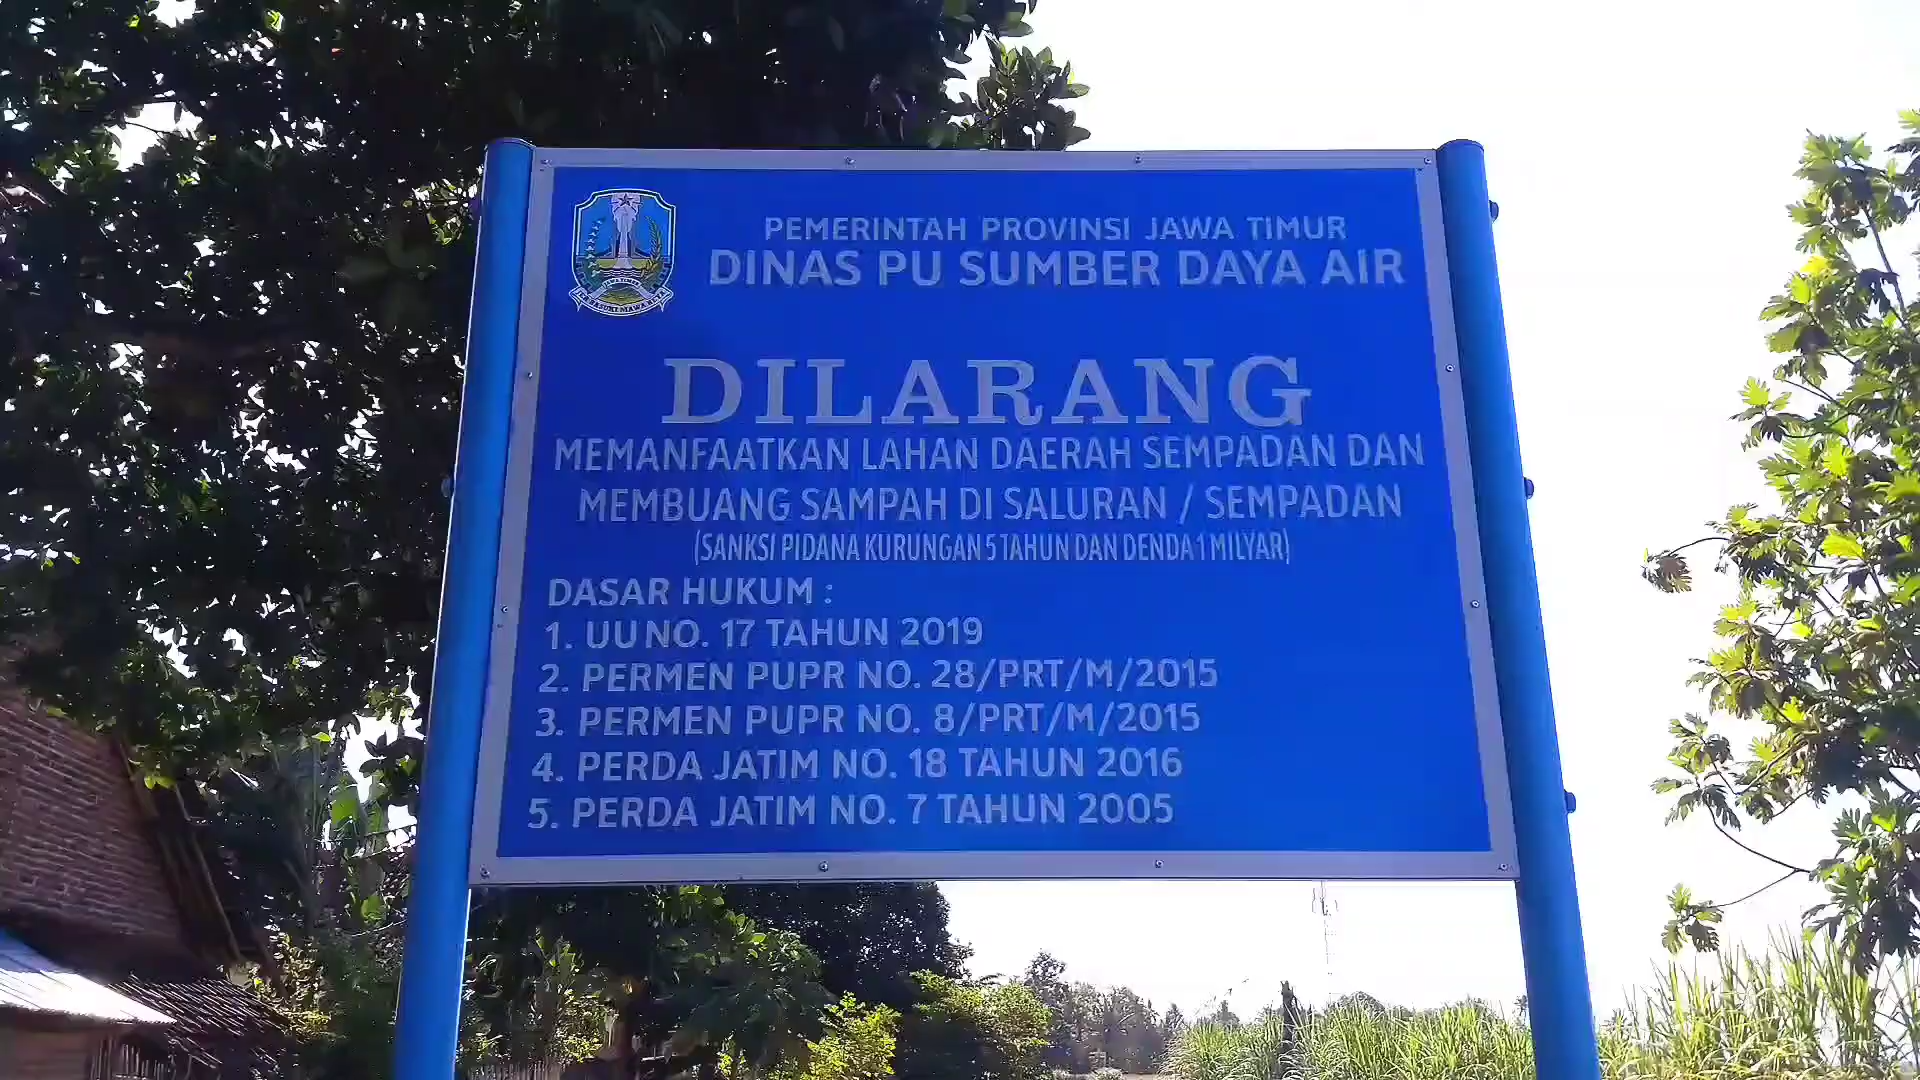 PEMERINTAH PROVINSI JAWA TIMUR
DINAS PU SUMBER DAYA AIR
DILARANG
MEMANFAATKAN LAHAN DAERAH SEMPADAN DAN
MEMBUANG SAMPAH DI SALURAN / SEMPADAN
(SANKSI PIDANA KURUNGAN 5 TAHUN DAN DENDA 1 MILYAR)
DASAR HUKUM :
1. UU NO. 17 TAHUN 2019
2. PERMEN PUPR NO. 28/PRT/M/2015
3. PERMEN PUPR NO. 8/PRT/M/2015
4. PERDA JATIM NO. 18 TAHUN 2016
5. PERDA JATIM NO. 7 TAHUN 2005